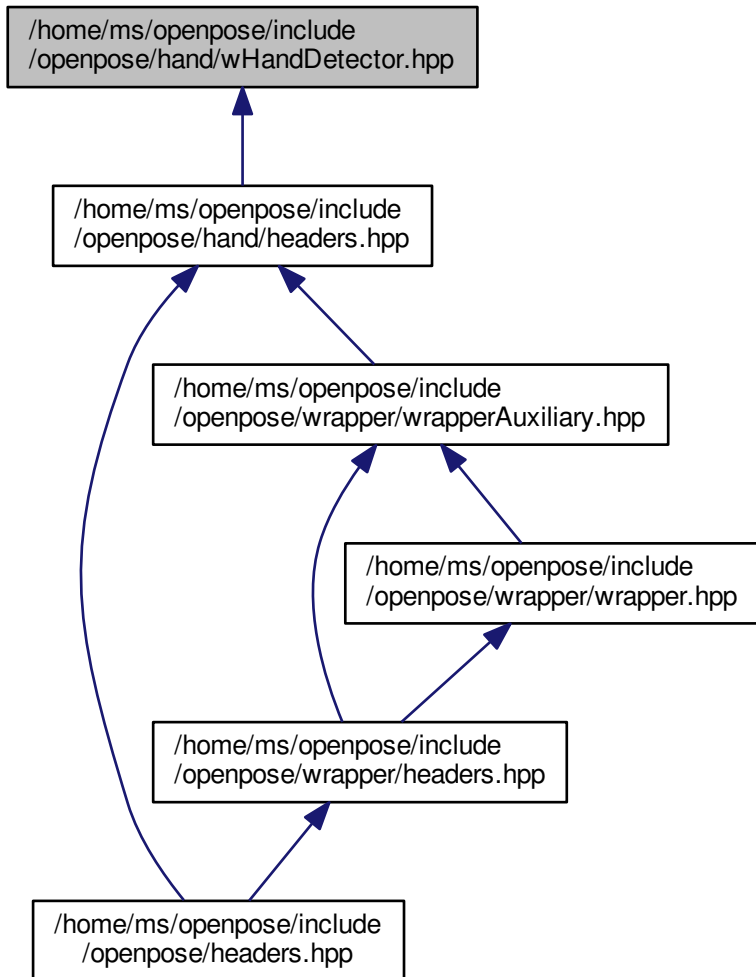 /home/ms/openpose/include
/openpose/hand/wHandDetector.hpp
/home/ms/openpose/include
/openpose/hand/headers.hpp
/home/ms/openpose/include
/openpose/wrapper/wrapperAuxiliary.hpp
/home/ms/openpose/include
/openpose/wrapper/wrapper.hpp
/home/ms/openpose/include
/openpose/wrapper/headers.hpp
/home/ms/openpose/include
/openpose/headers.hpp